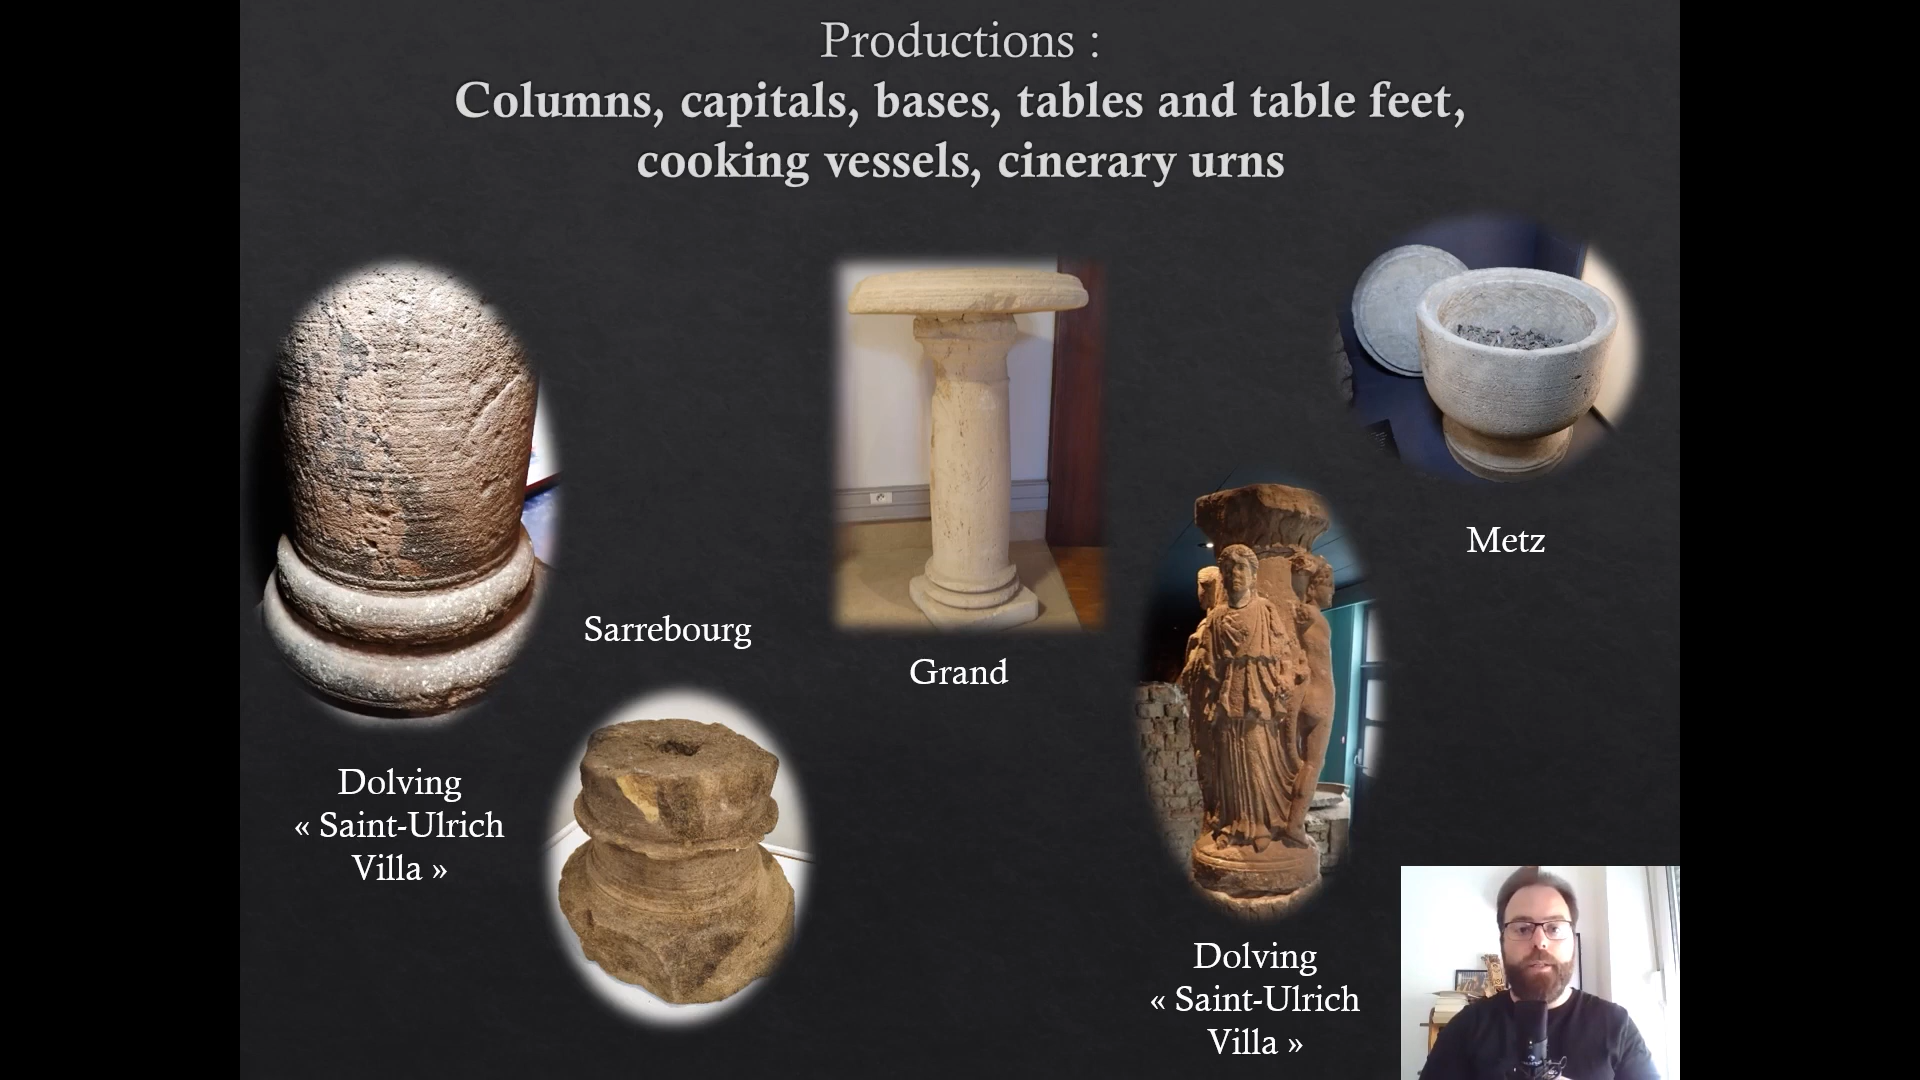 Productions :
Columns, capitals, bases, tables and table feet,
cooking vessels, cinerary urns
Metz
Sarrebourg
Grand
Dolving
« Saint-Ulrich
Villa »
Dolving
« Saint-Ulrich
Villa »